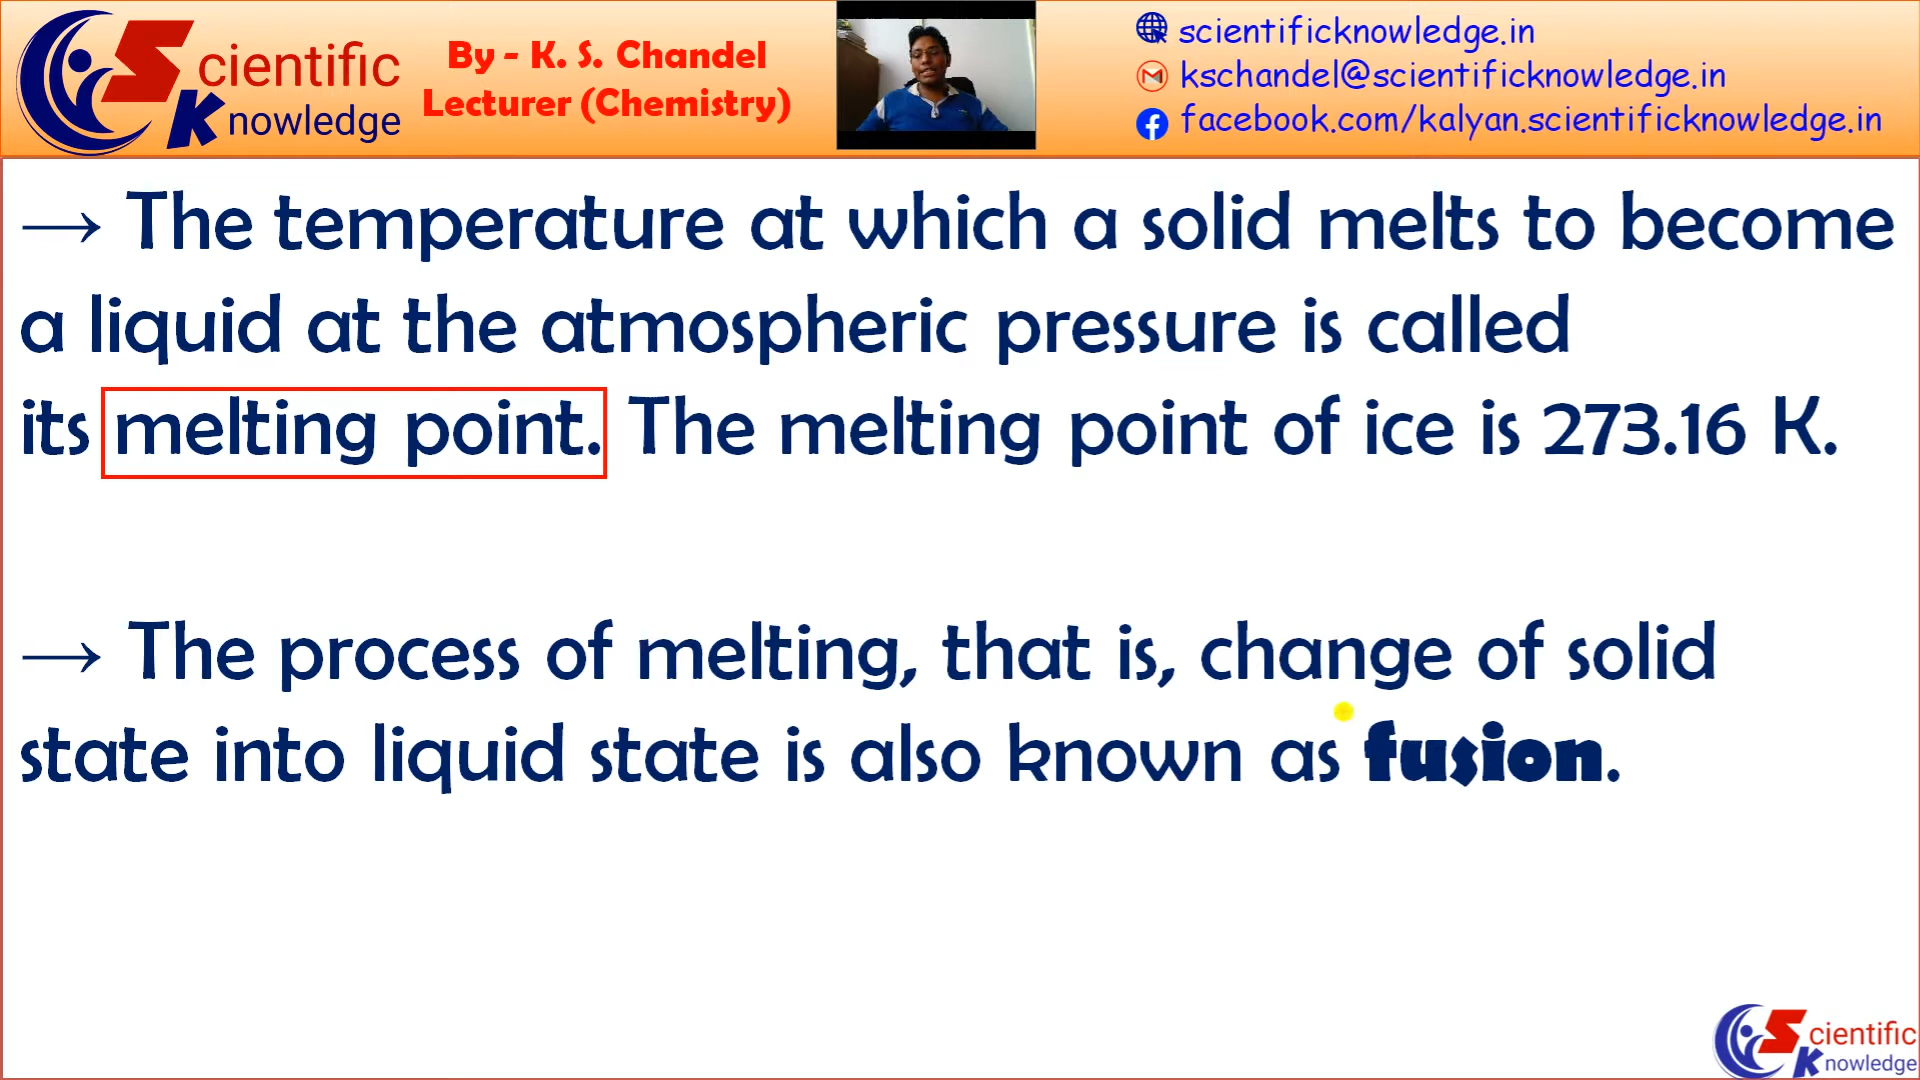 Scientific
Knowledge
By - K. S. Chandel
Lecturer (Chemistry)
scientificknowledge.in
kschandel@scientificknowledge.in
facebook.com/kalyan.scientificknowledge.in
→ The temperature at which a solid melts to become
a liquid at the atmospheric pressure is called
its melting point. The melting point of ice is 273.16 K.
→ The process of melting, that is, change of solid
state into liquid state is also known as fusion.
Scientific
Knowledge